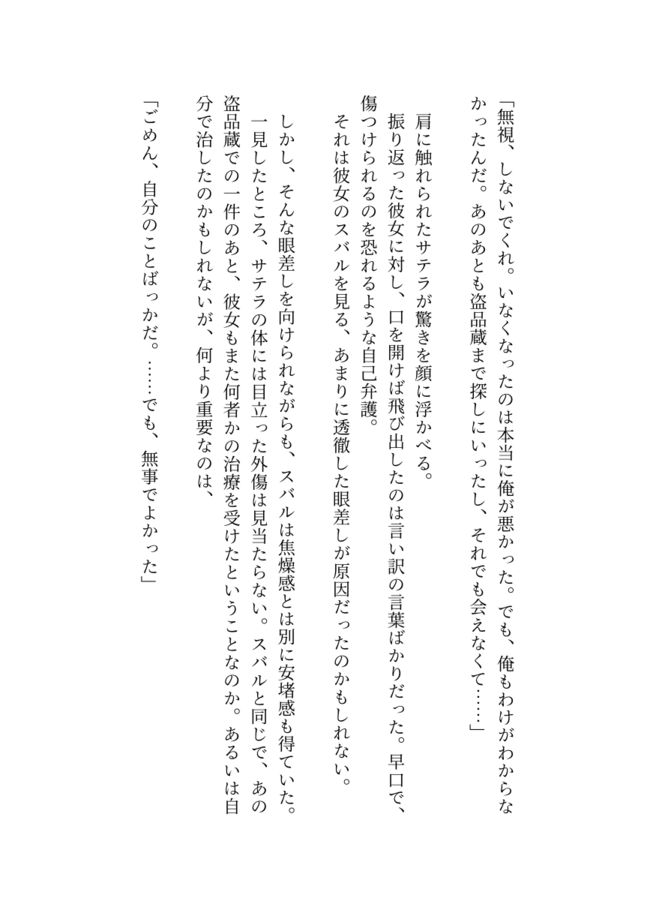 「無視、しないでくれ。いなくなったのは本当に俺が悪かった。でも、俺もわけがわからな
かったんだ。あのあとも盗品蔵まで探しにいったし、それでも会えなくて……」
肩に触れられたサテラが驚きを顔に浮かべる。
振り返った彼女に対し、口を開けば飛び出したのは言い訳の言葉ばかりだった。早口で、
傷つけられるのを恐れるような自己弁護。
それは彼女のスバルを見る、あまりに透徹した眼差しが原因だったのかもしれない。
しかし、そんな眼差しを向けられながらも、スバルは焦燥感とは別に安堵感も得ていた。
一見したところ、サテラの体には目立った外傷は見当たらない。スバルと同じで、あの
盗品蔵での一件のあと、彼女もまた何者かの治療を受けたということなのか。あるいは自
分で治したのかもしれないが、何より重要なのは、
「ごめん、自分のことばっかだ。……でも、無事でよかった」